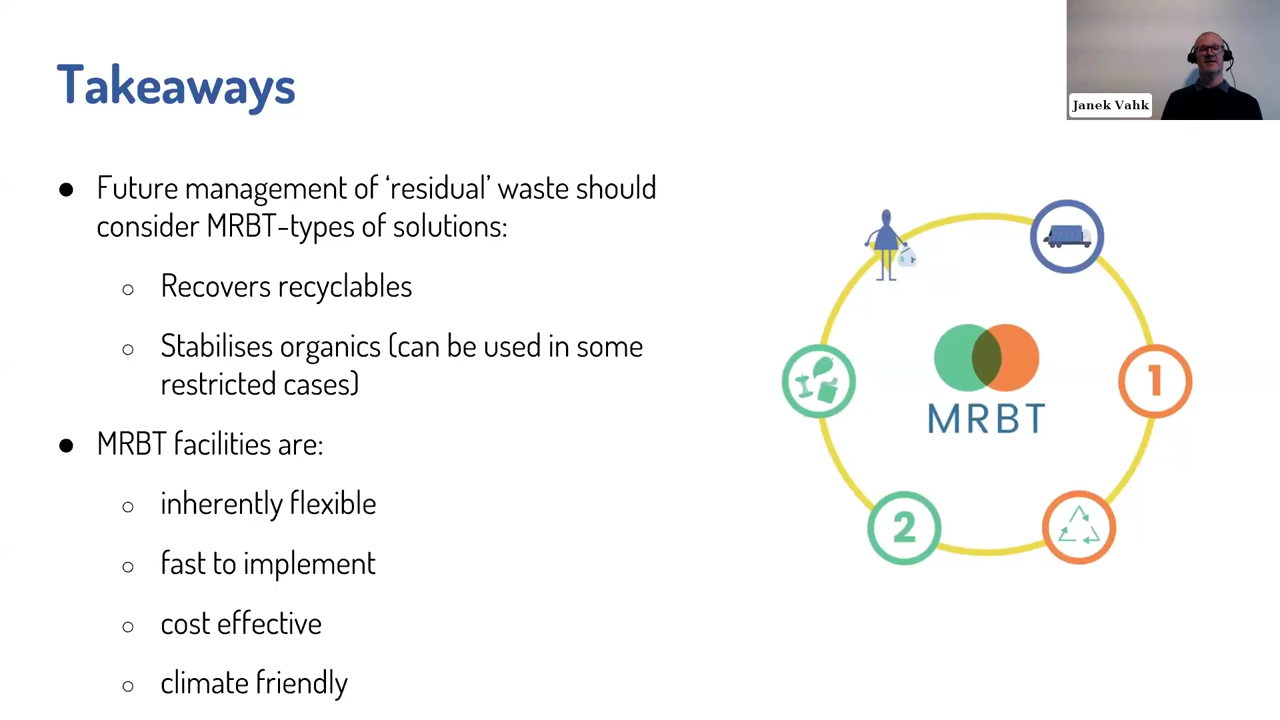 Takeaways
Janek Vahk
● Future management of ‘residual’ waste should
consider MRBT-types of solutions:
○ Recovers recyclables
○ Stabilises organics (can be used in some
restricted cases)
● MRBT facilities are:
○ inherently flexible
○ fast to implement
○ cost effective
○ climate friendly
1
MRBT
2